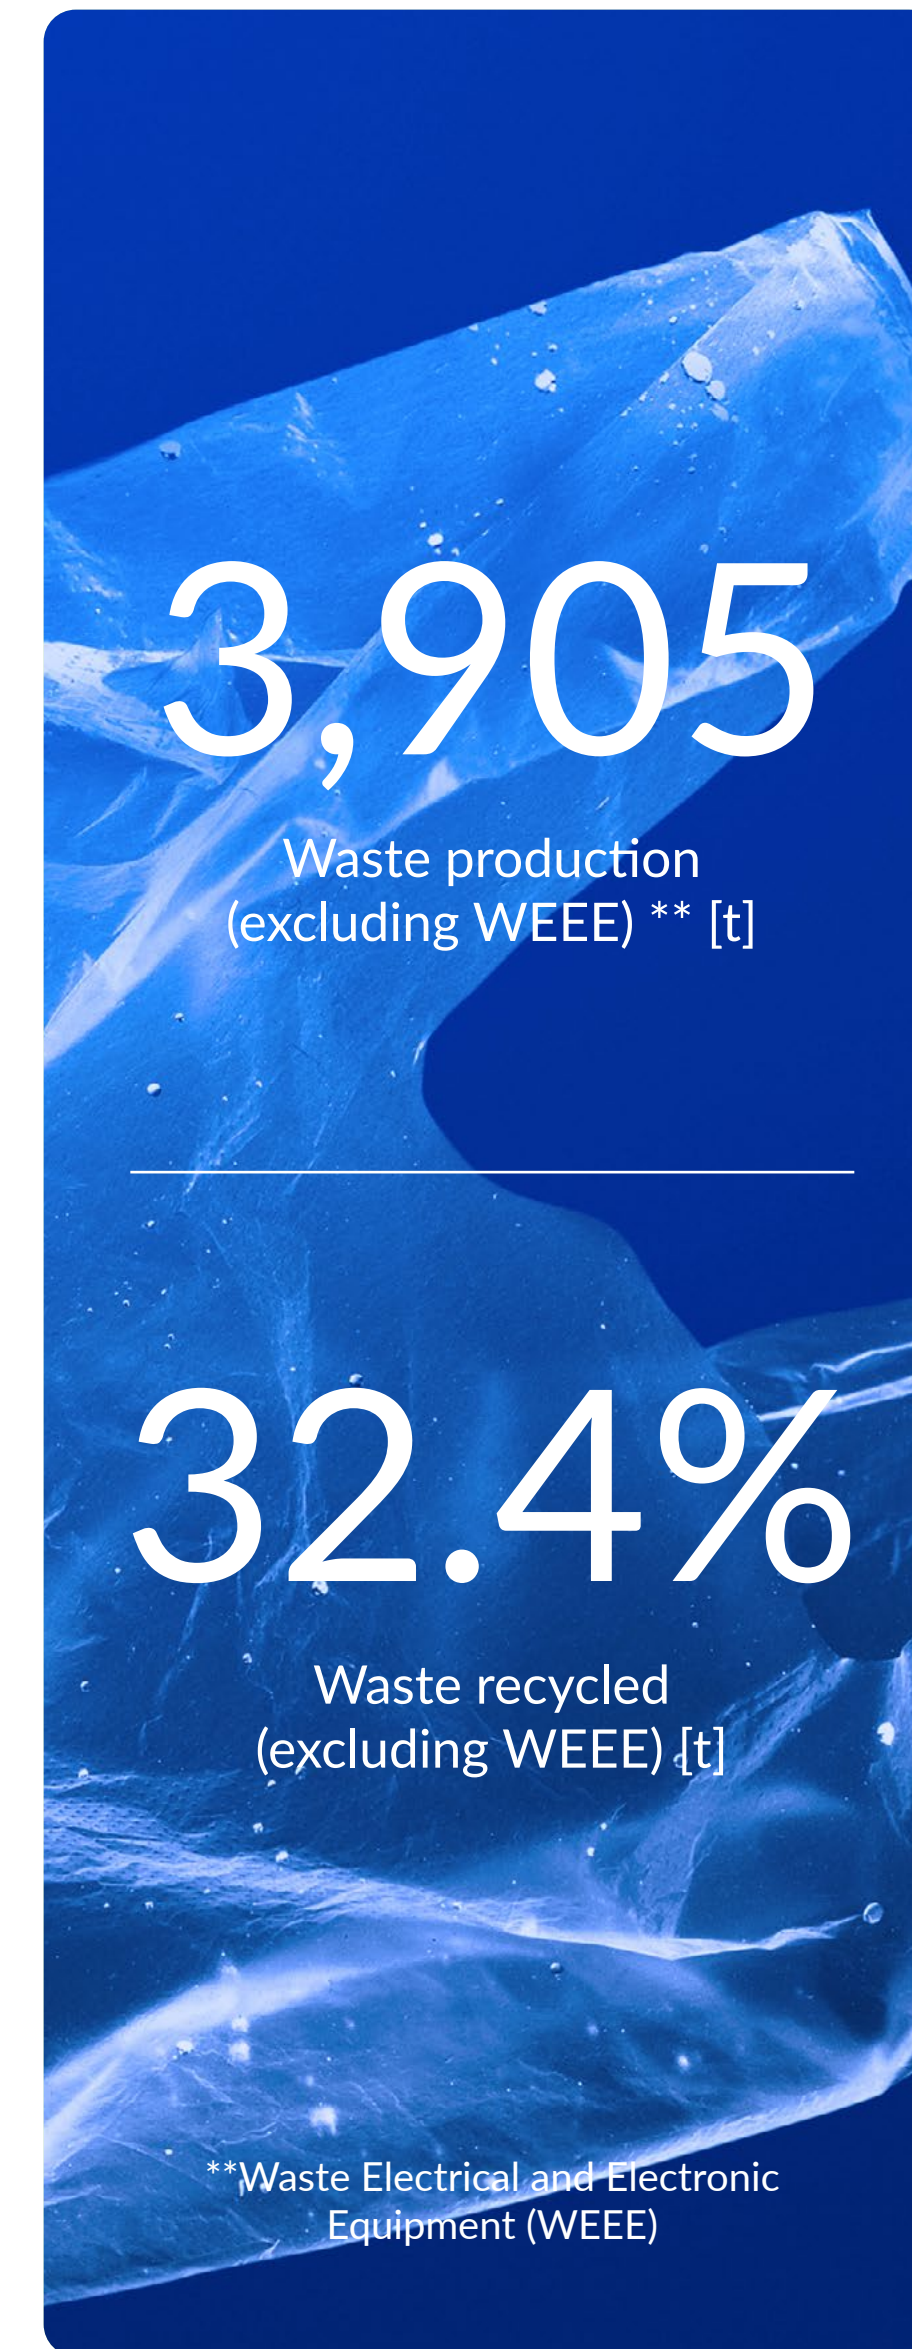 3,905
Waste production
(excluding WEEE) ** [t]
32.4%
Waste recycled
(excluding WEEE) [t]
**Waste Electrical and Electronic
Equipment (WEEE)